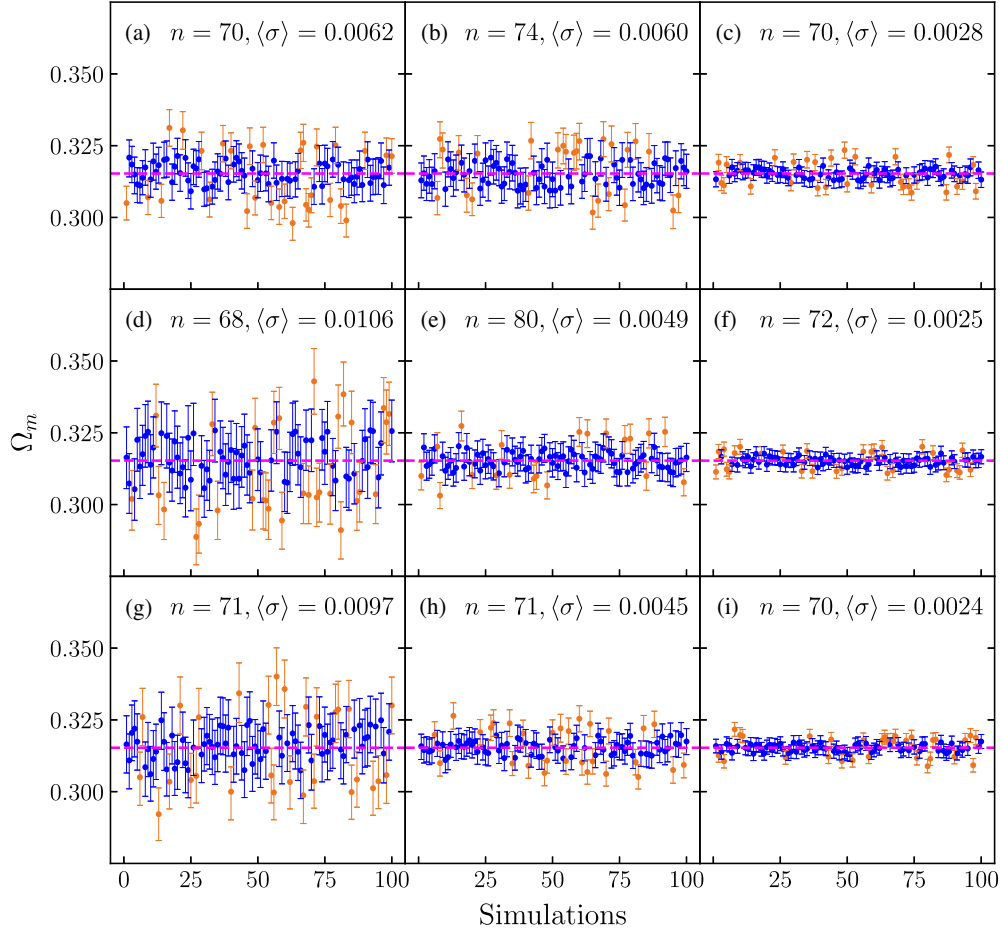 (a) n = 70, ⟨σ⟩ = 0.0062
(b) n = 74, ⟨σ⟩ = 0.0060
(c) n = 70, ⟨σ⟩ = 0.0028
0.350
0.325
0.300
(d) n = 68, ⟨σ⟩ = 0.0106
(e) n = 80, ⟨σ⟩ = 0.0049
(f) n = 72, ⟨σ⟩ = 0.0025
0.350
0.325
0.300
Ωm
(g) n = 71, ⟨σ⟩ = 0.0097
(h) n = 71, ⟨σ⟩ = 0.0045
(i) n = 70, ⟨σ⟩ = 0.0024
0.350
0.325
0.300
0 25 50 75 100 25 50 75 100 25 50 75 100
Simulations